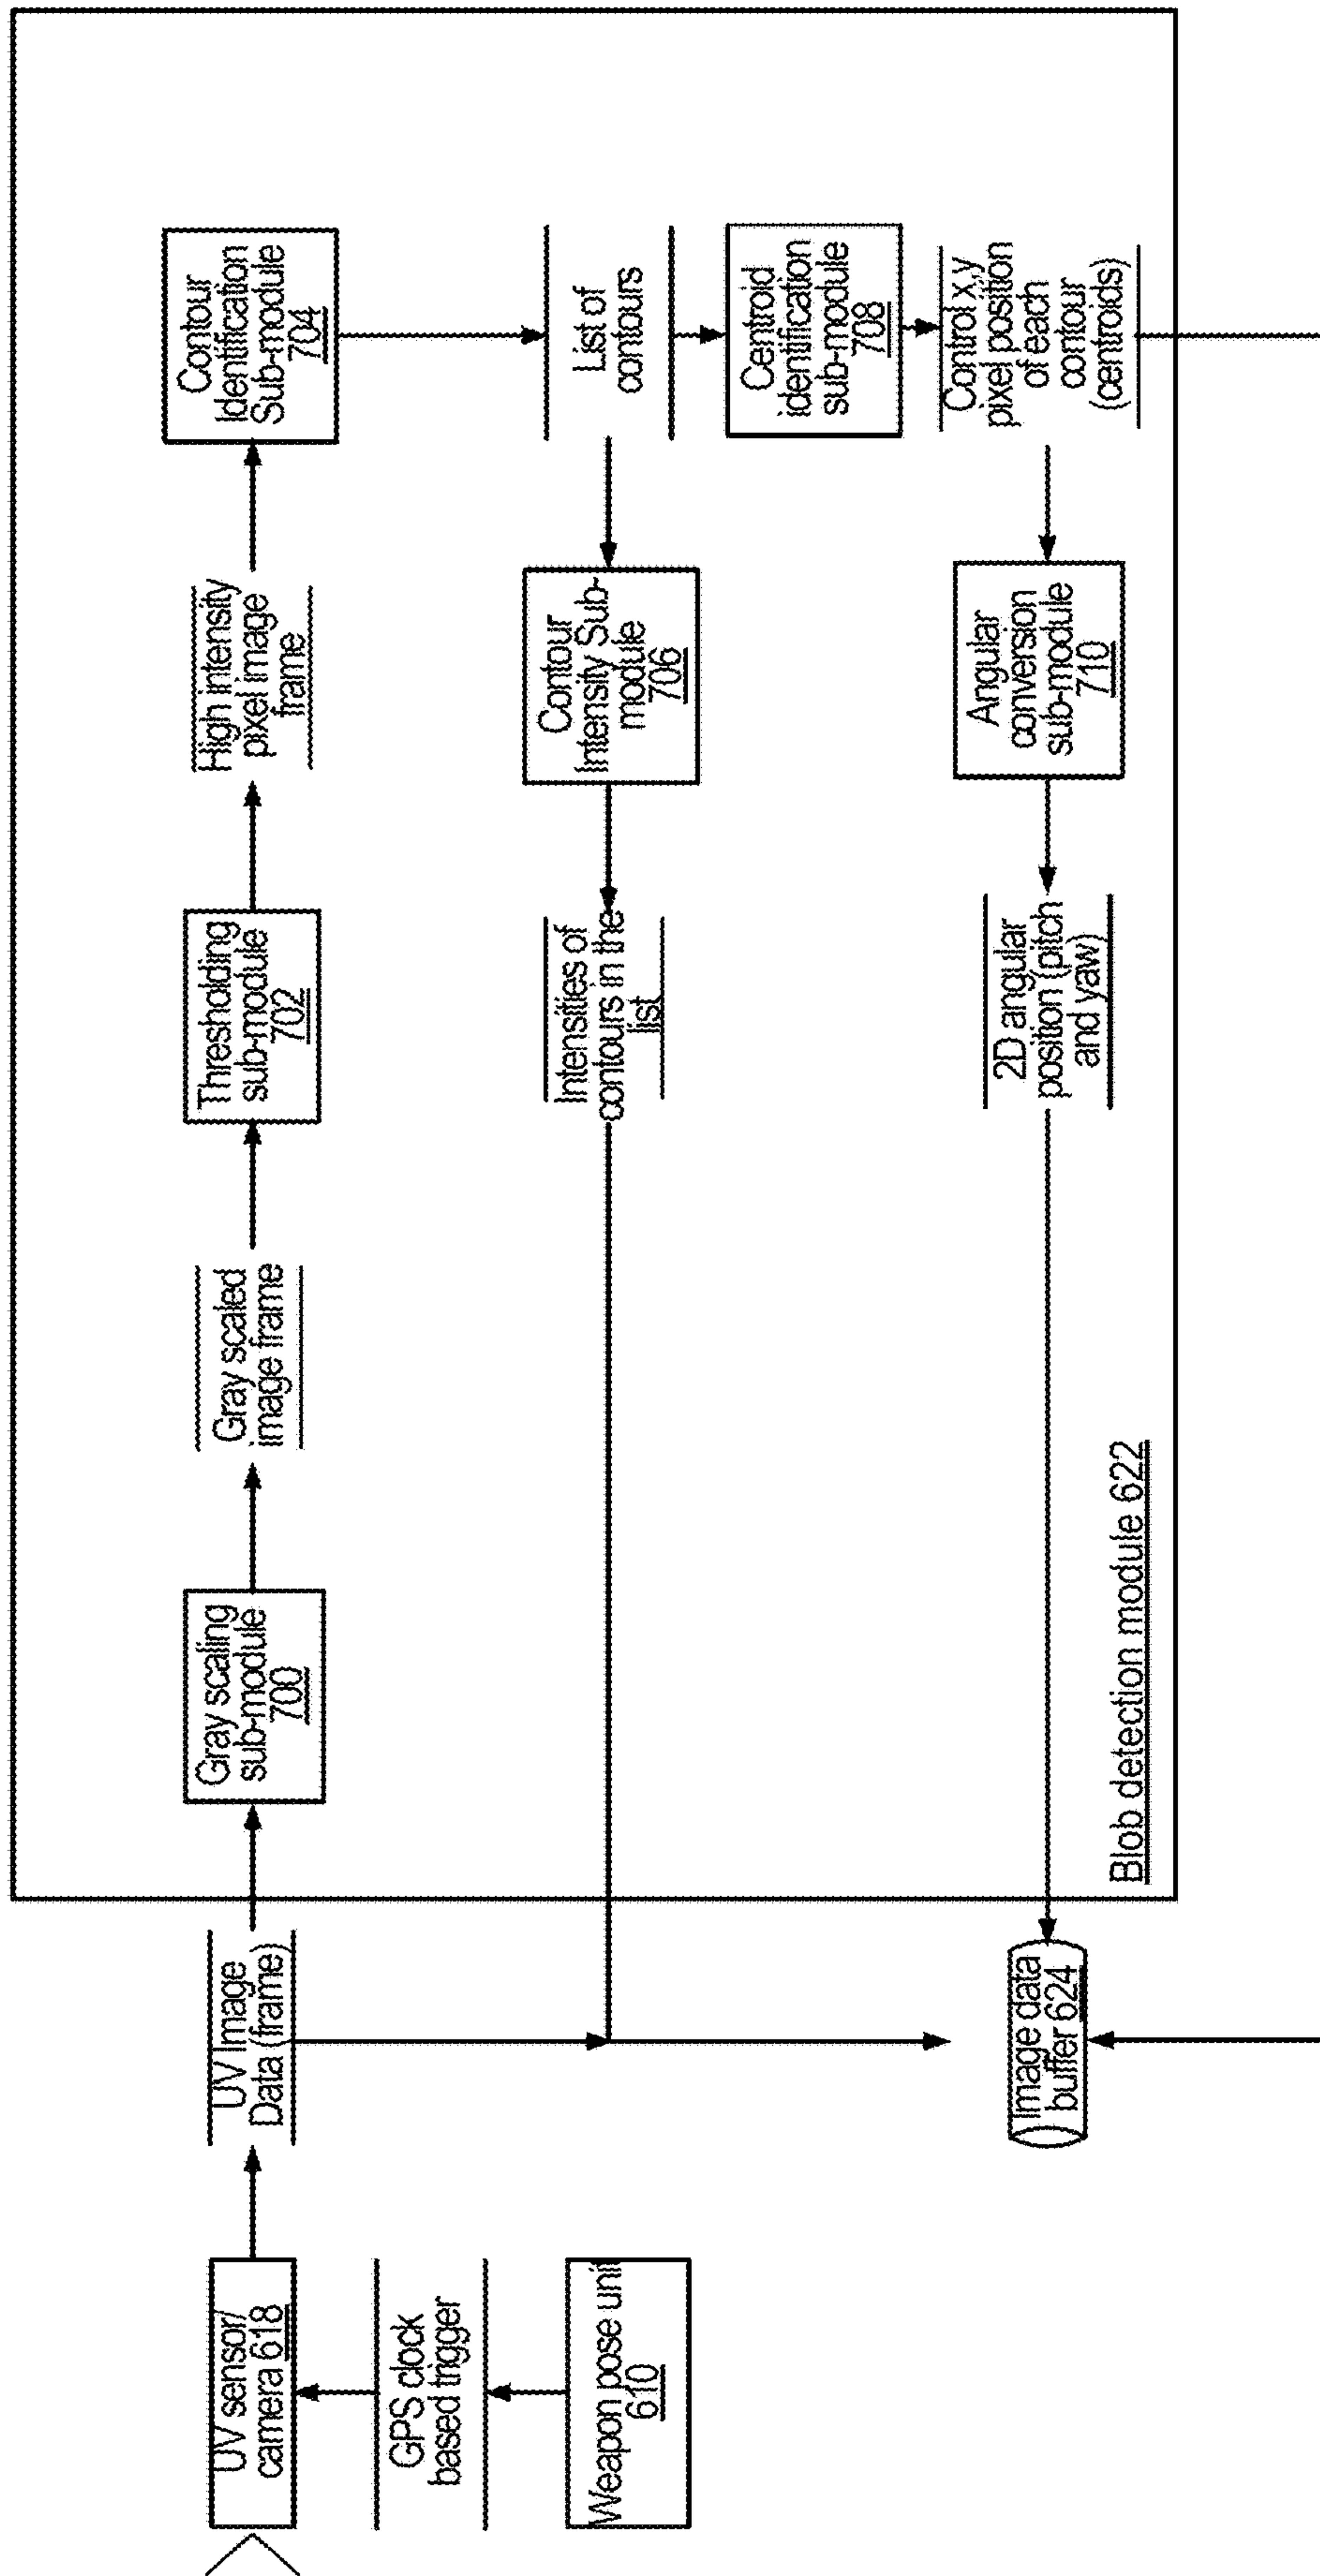 UV sensor/
camera 618
GPS clock
based trigger
Weapon pose unit
610
UV Image
Data (frame)
Gray scaling
sub-module
700
Gray scaled
image frame
Thresholding
sub-module
702
High intensity
pixel image
frame
Contour
Identification
Sub-module
704
List of
contours
Contour
Intensity Sub-
module
706
Intensities of
contours in the
list
Centroid
identification
sub-module
708
Control x,y
pixel position
of each
contour
(centroids)
Angular
conversion
sub-module
710
2D angular
position (pitch
and yaw)
Image data
buffer 624
Blob detection module 622